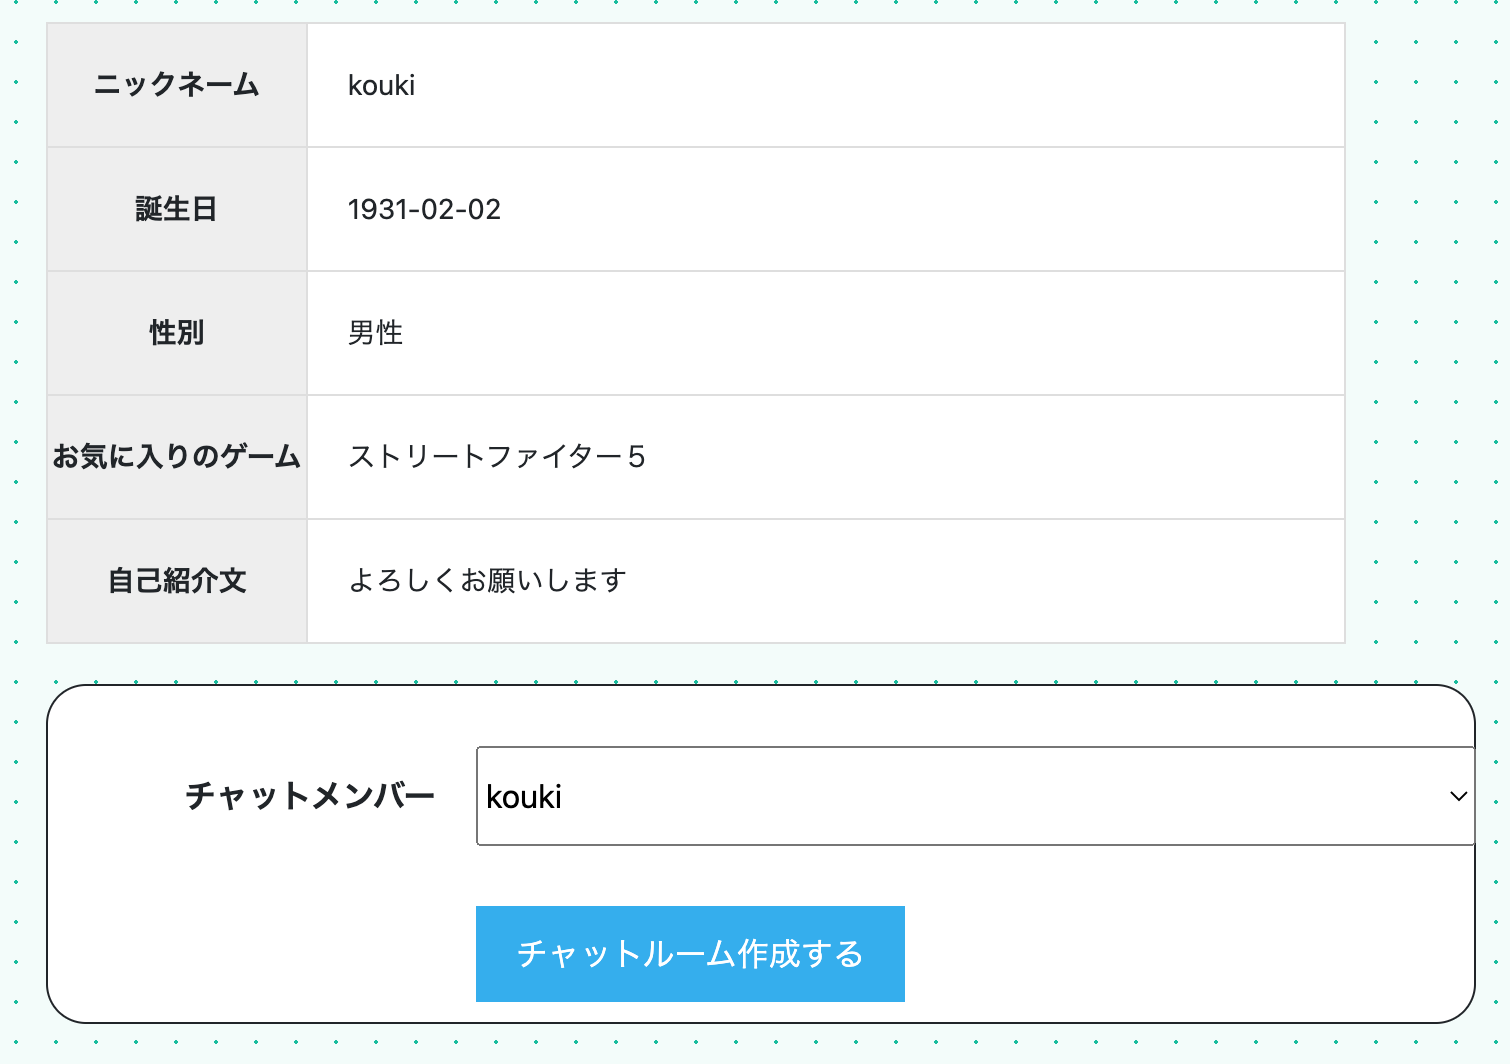 ニックネーム kouki
誕生日 1931-02-02
性別 男性
お気に入りのゲーム ストリートファイター５
自己紹介文 よろしくお願いします
チャットメンバー kouki
チャットルーム作成する